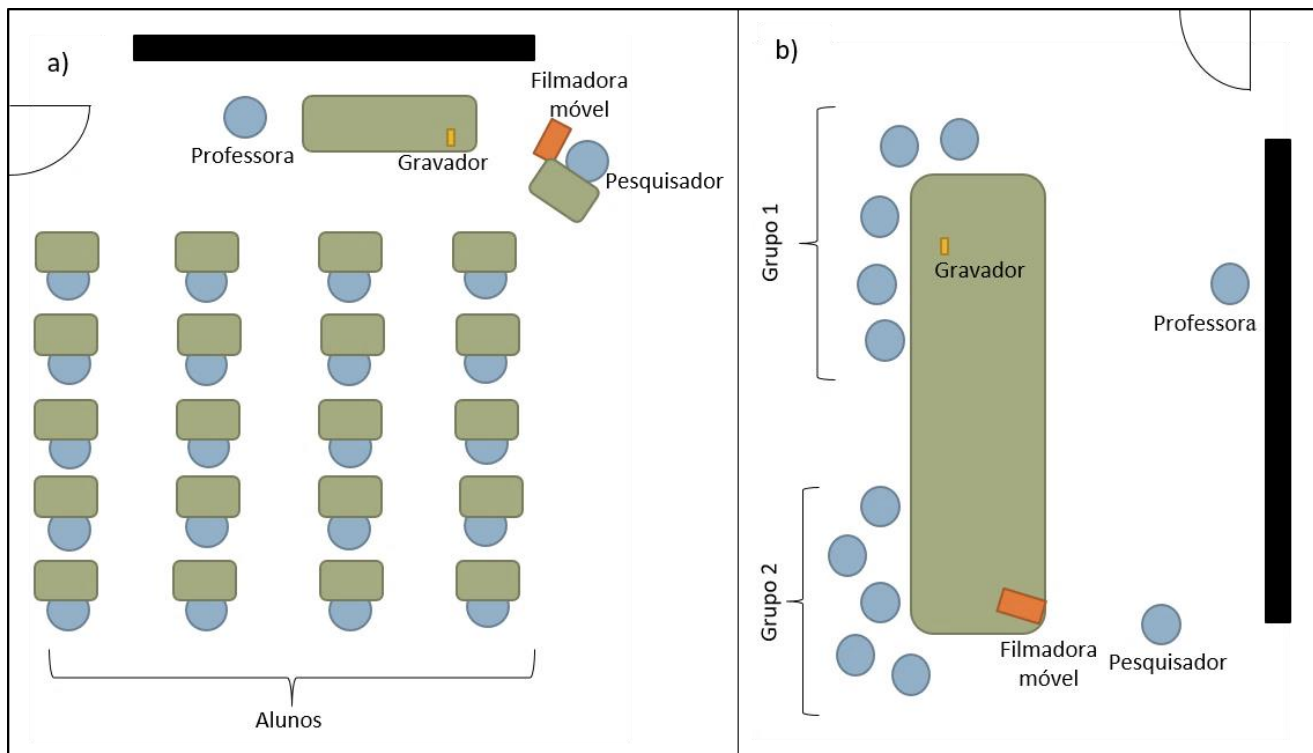 a)
Filmadora
móvel
Professora
Gravador
Pesquisador
Alunos
b)
Grupo 1
Gravador
Professora
Grupo 2
Filmadora
móvel
Pesquisador